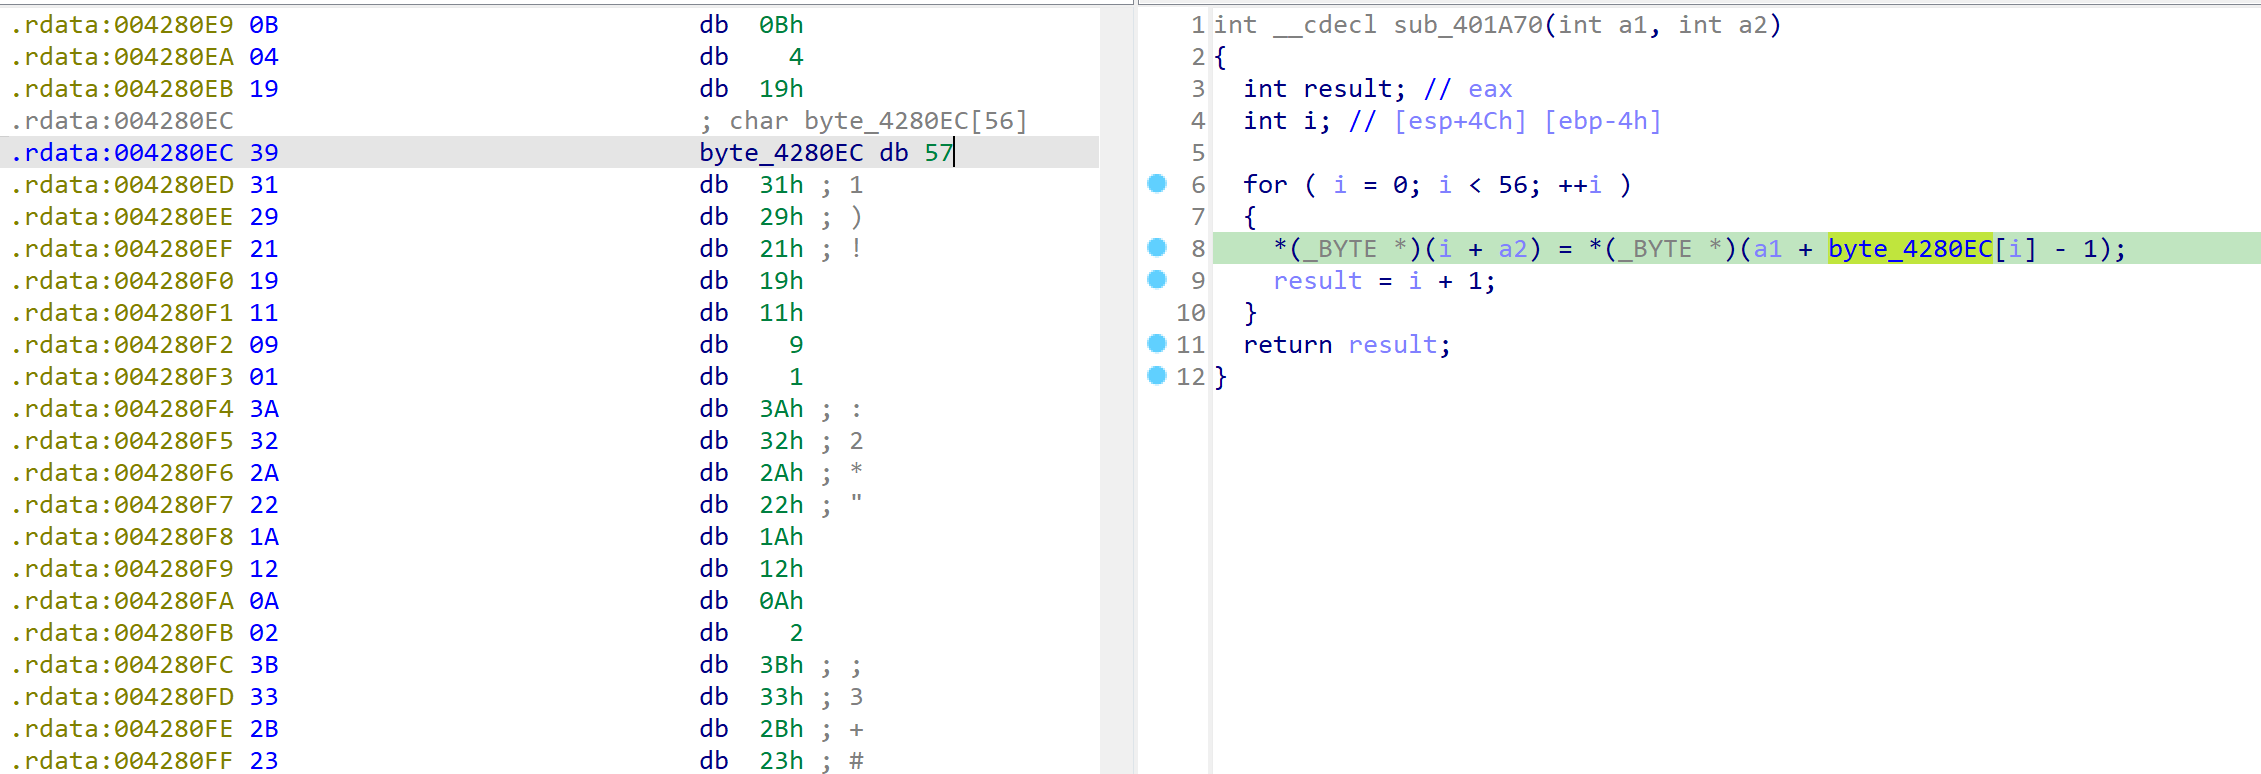 .rdata:004280E9 0B db 0Bh
.rdata:004280EA 04 db 4
.rdata:004280EB 19 db 19h
.rdata:004280EC ; char byte_4280EC[56]
.rdata:004280EC 39 byte_4280EC db 57
.rdata:004280ED 31 db 31h ; 1
.rdata:004280EE 29 db 29h ; )
.rdata:004280EF 21 db 21h ; !
.rdata:004280F0 19 db 19h
.rdata:004280F1 11 db 11h
.rdata:004280F2 09 db 9
.rdata:004280F3 01 db 1
.rdata:004280F4 3A db 3Ah ; :
.rdata:004280F5 32 db 32h ; 2
.rdata:004280F6 2A db 2Ah ; *
.rdata:004280F7 22 db 22h ; "
.rdata:004280F8 1A db 1Ah
.rdata:004280F9 12 db 12h
.rdata:004280FA 0A db 0Ah
.rdata:004280FB 02 db 2
.rdata:004280FC 3B db 3Bh ; ;
.rdata:004280FD 33 db 33h ; 3
.rdata:004280FE 2B db 2Bh ; +
.rdata:004280FF 23 db 23h ; #
1 int __cdecl sub_401A70(int a1, int a2)
2 {
3 int result; // eax
4 int i; // [esp+4Ch] [ebp-4h]
5
6 for ( i = 0; i < 56; ++i )
7 {
8 *(_BYTE *)(i + a2) = *(_BYTE *)(a1 + byte_4280EC[i] - 1);
9 result = i + 1;
10 }
11 return result;
12 }